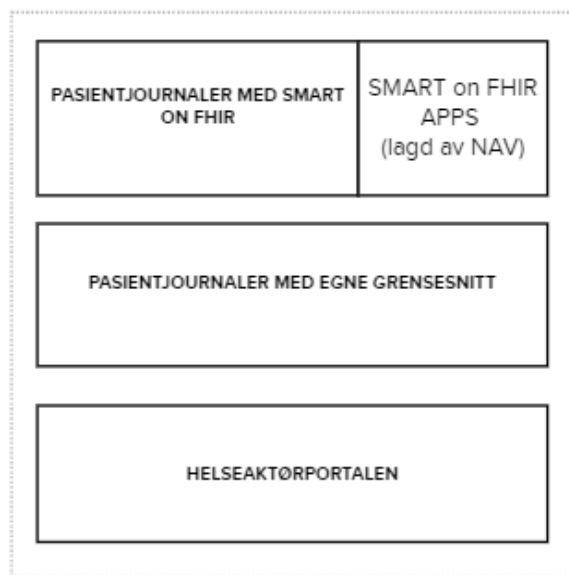 PASIENTJOURNALER MED SMART
ON FHIR
SMART on FHIR
APPS
(lagd av NAV)
PASIENTJOURNALER MED EGNE GRENSESNITT
HELSEAKTØRPORTALEN